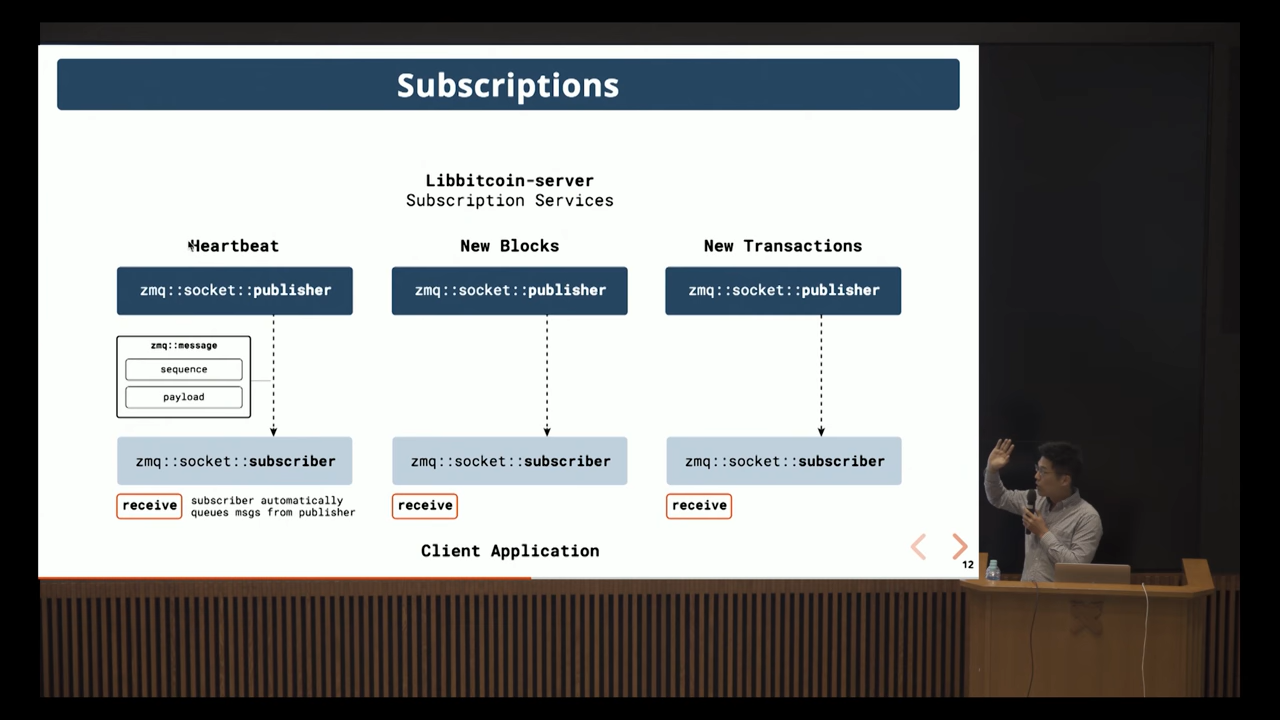 Subscriptions
Libbitcoin-server
Subscription Services
Heartbeat
New Blocks
New Transactions
zmq::socket::publisher
zmq::socket::publisher
zmq::socket::publisher
zmq::message
sequence
payload
zmq::socket::subscriber
zmq::socket::subscriber
zmq::socket::subscriber
receive
subscriber automatically
queues msgs from publisher
receive
receive
Client Application
12